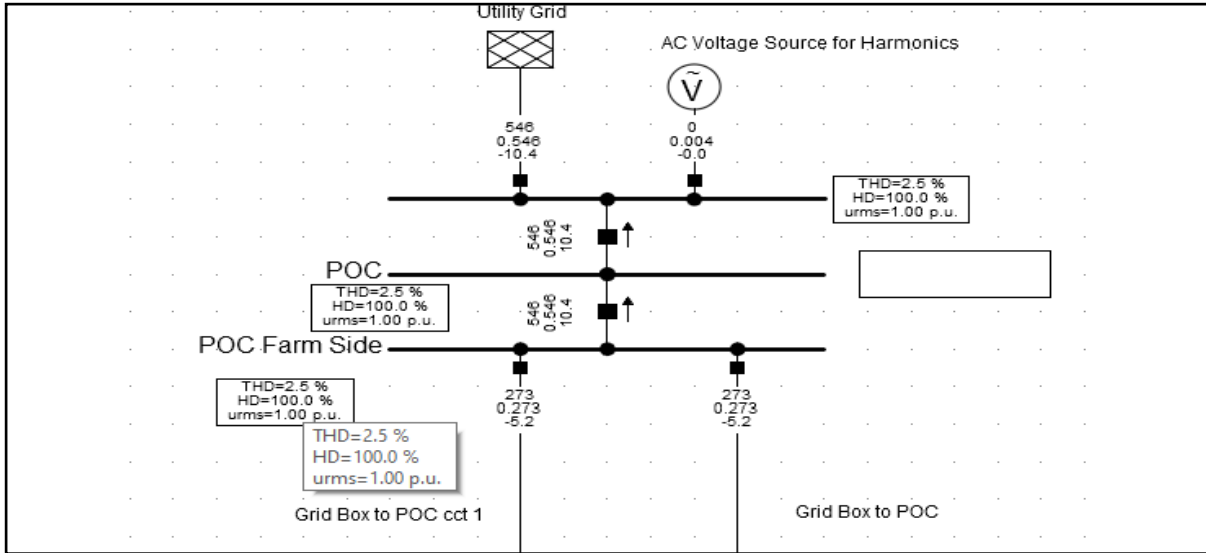 Utility Grid
AC Voltage Source for Harmonics
Ṽ
546
0.546
-10.4
0
0.004
-0.0
THD=2.5 %
HD=100.0 %
urms=1.00 p.u.
546
0.546
10.4
POC
THD=2.5 %
HD=100.0 %
urms=1.00 p.u.
546
0.546
10.4
POC Farm Side
THD=2.5 %
HD=100.0 %
urms=1.00 p.u.
273
0.273
-5.2
273
0.273
-5.2
THD=2.5 %
HD=100.0 %
urms=1.00 p.u.
Grid Box to POC cct 1
Grid Box to POC